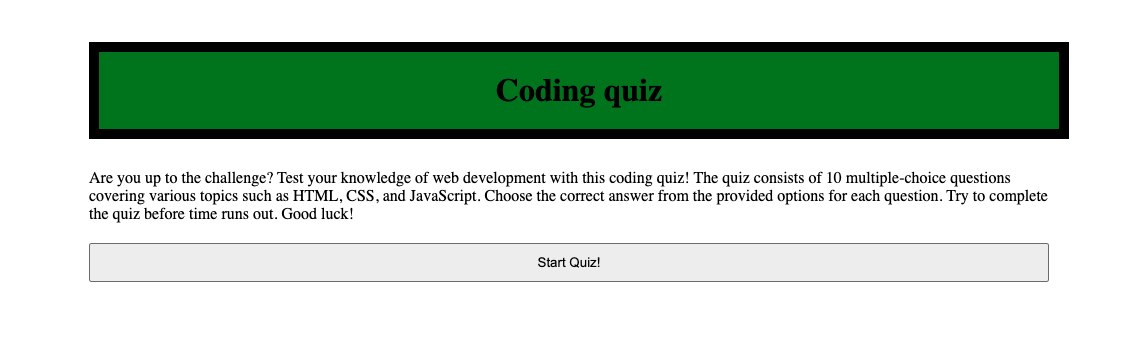 Coding quiz
Are you up to the challenge? Test your knowledge of web development with this coding quiz! The quiz consists of 10 multiple-choice questions
covering various topics such as HTML, CSS, and JavaScript. Choose the correct answer from the provided options for each question. Try to complete
the quiz before time runs out. Good luck!
Start Quiz!